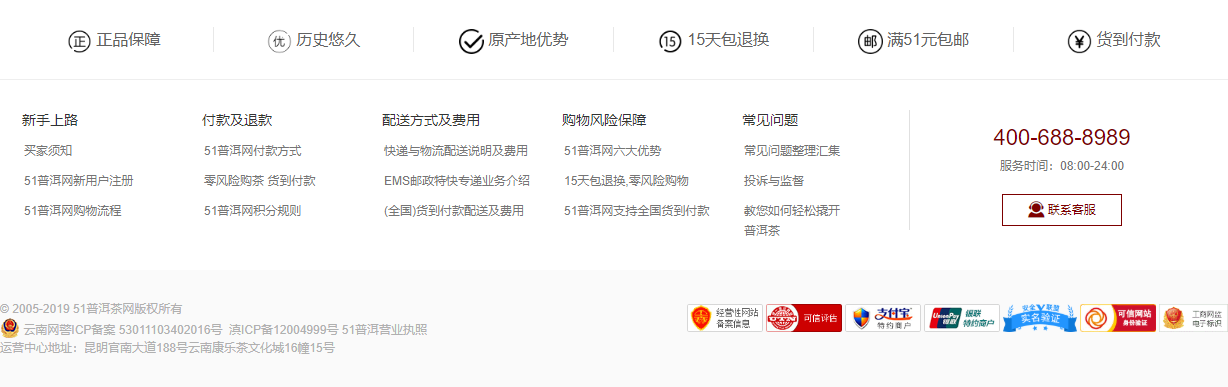 正 正品保障
优 历史悠久
原产地优势
15 15天包退换
邮 满51元包邮
¥ 货到付款
新手上路
买家须知
51普洱网新用户注册
51普洱网购物流程
付款及退款
51普洱网付款方式
零风险购茶 货到付款
51普洱网积分规则
配送方式及费用
快递与物流配送说明及费用
EMS邮政特快专递业务介绍
(全国)货到付款配送及费用
购物风险保障
51普洱网六大优势
15天包退换,零风险购物
51普洱网支持全国货到付款
常见问题
常见问题整理汇集
投诉与监督
教您如何轻松撬开
普洱茶
400-688-8989
服务时间：08:00-24:00
联系客服
© 2005-2019 51普洱茶网版权所有
云南网警ICP备案 53011103402016号 滇ICP备12004999号 51普洱营业执照
运营中心地址：昆明官南大道188号云南康乐茶文化城16幢15号
经营性网站
备案信息
可信评估
支付宝
特约商户
UnionPay
银联
特约商户
安全联盟
实名验证
可信网站
身份验证
工商网监
电子标识